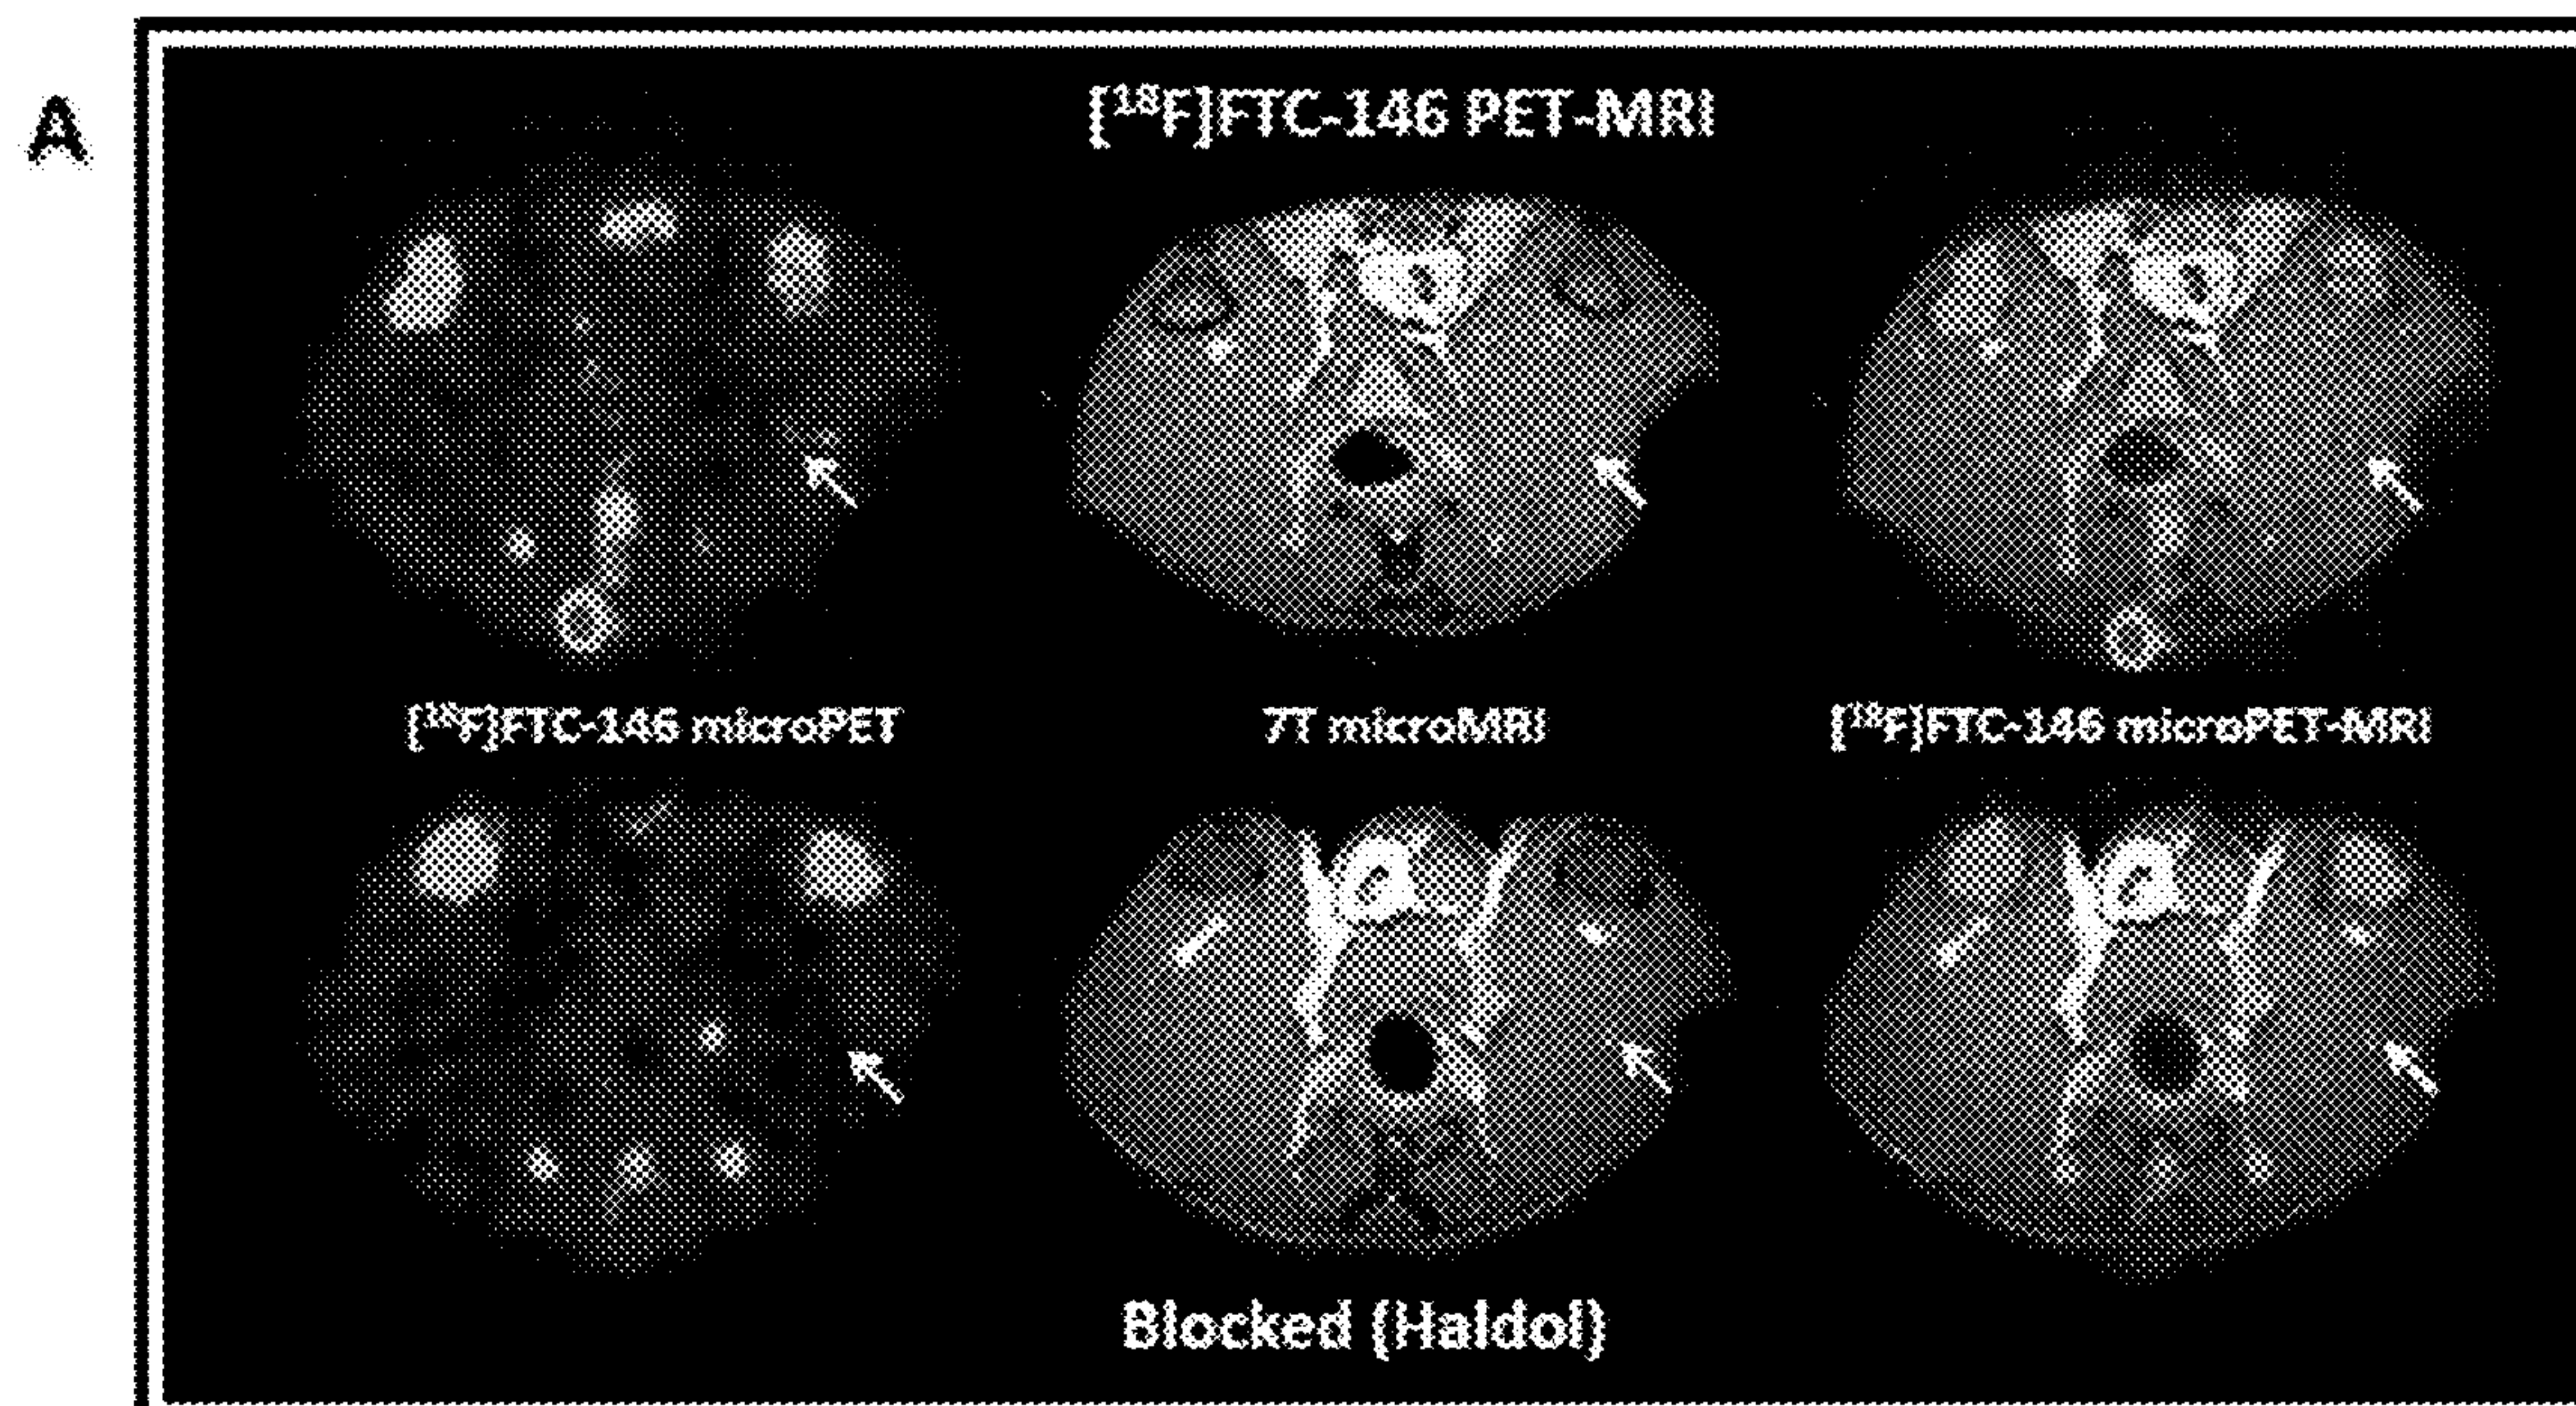 A
[¹⁸F]FTC-146 PET-MRI
[¹⁸F]FTC-146 microPET
7T microMRI
[¹⁸F]FTC-146 microPET-MRI
Blocked (Haldol)